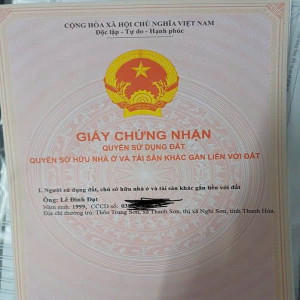 CỘNG HÒA XÃ HỘI CHỦ NGHĨA VIỆT NAM
Độc lập - Tự do - Hạnh phúc
GIẤY CHỨNG NHẬN
QUYỀN SỬ DỤNG ĐẤT
QUYỀN SỞ HỮU NHÀ Ở VÀ TÀI SẢN KHÁC GẮN LIỀN VỚI ĐẤT
I. Người sử dụng đất, chủ sở hữu nhà ở và tài sản khác gắn liền với đất
Ông: Lê Đình Đạt
Năm sinh: 1999, CCCD số: 03
Địa chỉ thường trú: Thôn Trung Sơn, xã Thanh Sơn, thị xã Nghi Sơn, tỉnh Thanh Hóa.